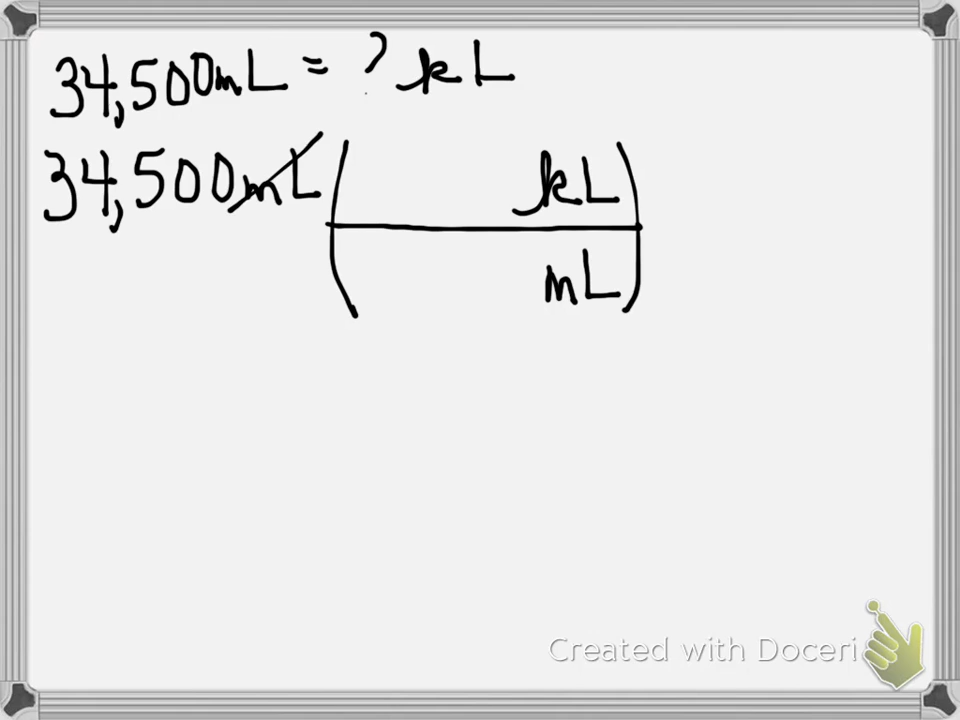 34,500mL = ? kL
34,500mL ( kL
mL )
Created with Doceri